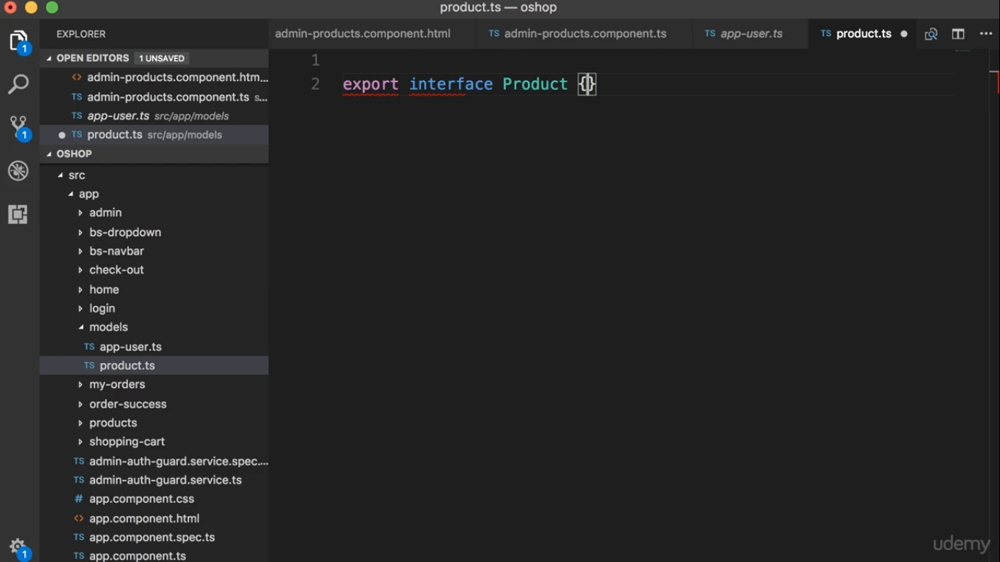 product.ts — oshop
EXPLORER
admin-products.component.html
TS admin-products.component.ts
TS app-user.ts
TS product.ts
OPEN EDITORS 1 UNSAVED
<> admin-products.component.htm...
TS admin-products.component.ts s...
TS app-user.ts src/app/models
TS product.ts src/app/models
OSHOP
src
app
admin
bs-dropdown
bs-navbar
check-out
home
login
models
TS app-user.ts
TS product.ts
my-orders
order-success
products
shopping-cart
TS admin-auth-guard.service.spec....
TS admin-auth-guard.service.ts
# app.component.css
<> app.component.html
TS app.component.spec.ts
TS app.component.ts
1
1
1
1
2 export interface Product {}
udemy